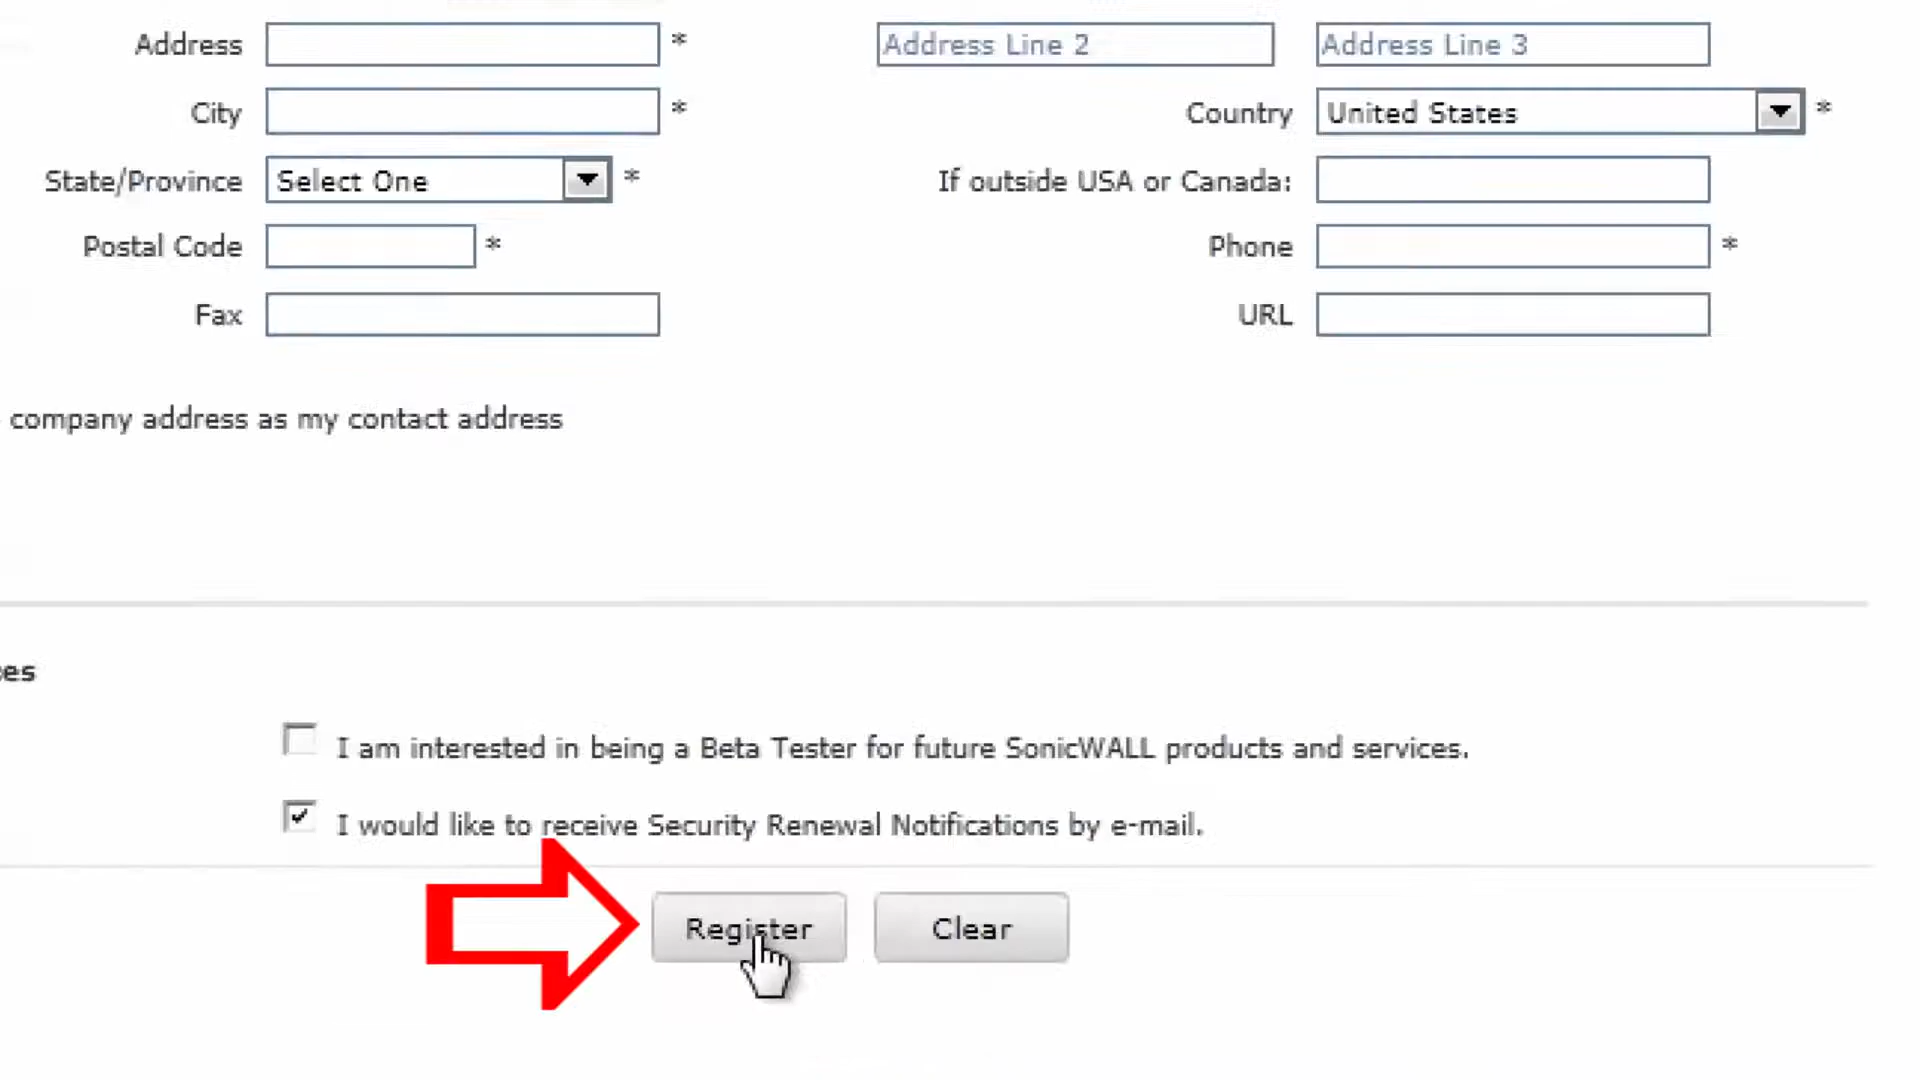 Address * Address Line 2 Address Line 3
City * Country United States *
State/Province Select One * If outside USA or Canada:
Postal Code * Phone *
Fax URL
company address as my contact address
es
I am interested in being a Beta Tester for future SonicWALL products and services.
I would like to receive Security Renewal Notifications by e-mail.
Register Clear